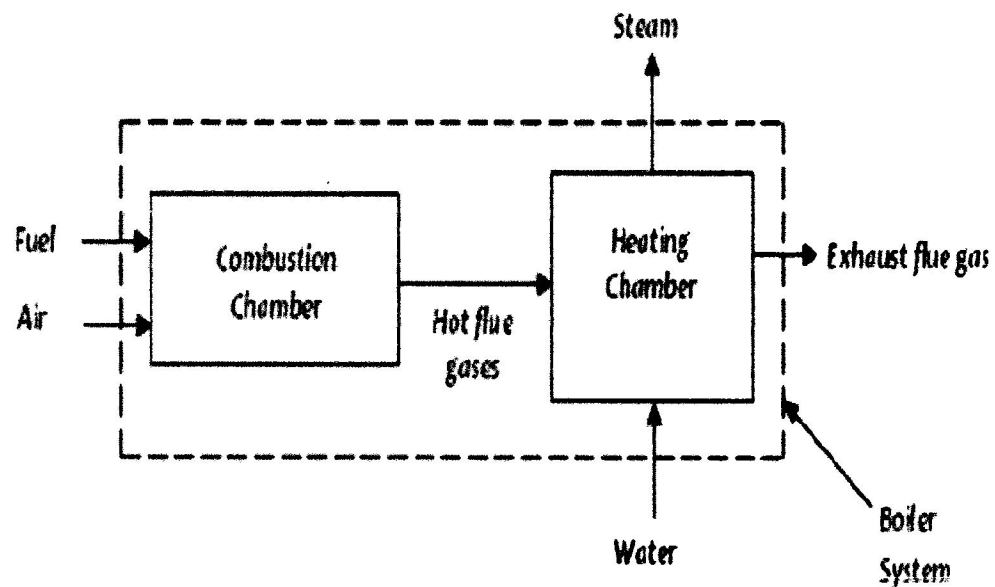 Steam
Fuel
Air
Combustion
Chamber
Hot flue
gases
Heating
Chamber
Exhaust flue gas
Water
Boiler
System